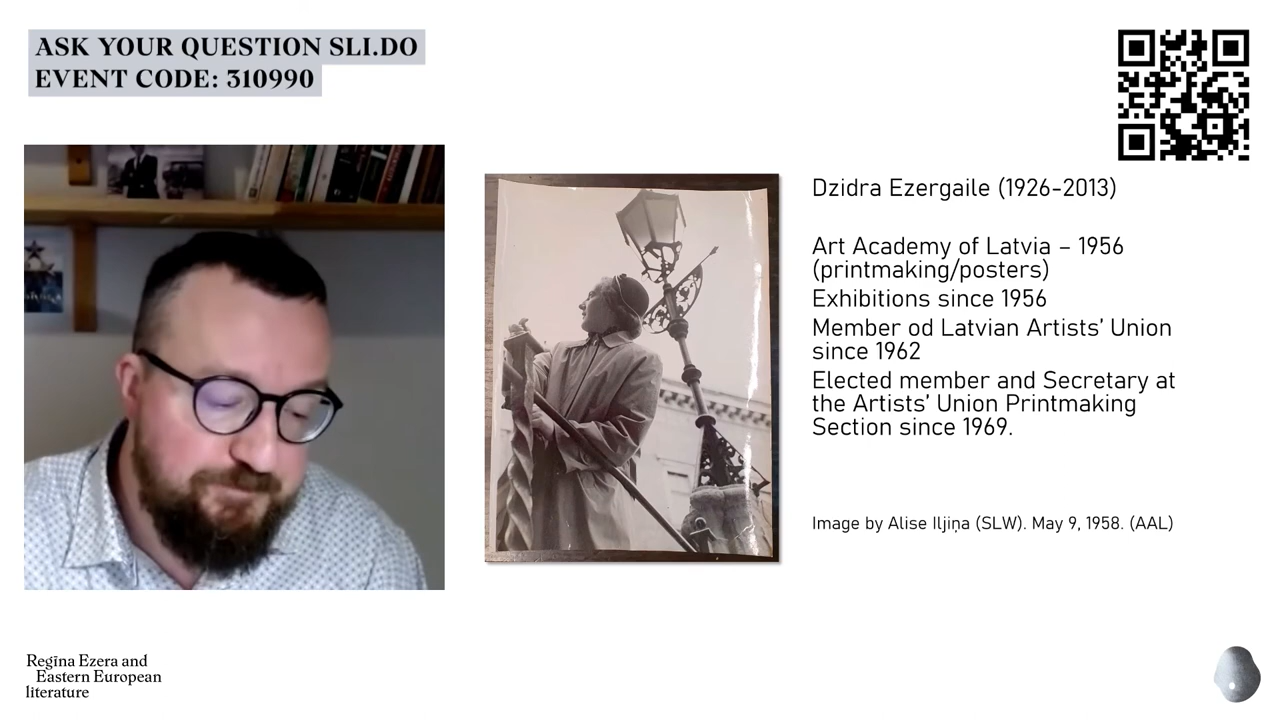 ASK YOUR QUESTION SLI.DO
EVENT CODE: 310990
Dzidra Ezergaile (1926-2013)
Art Academy of Latvia – 1956
(printmaking/posters)
Exhibitions since 1956
Member od Latvian Artists’ Union
since 1962
Elected member and Secretary at
the Artists’ Union Printmaking
Section since 1969.
Image by Alise Iljiņa (SLW). May 9, 1958. (AAL)
Regīna Ezera and
Eastern European
literature